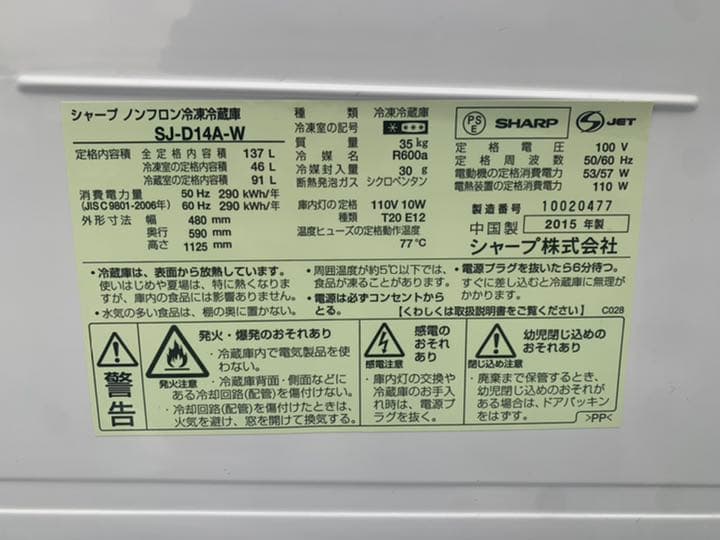 シャープ ノンフロン冷凍冷蔵庫
SJ-D14A-W
定格内容積 全定格内容積 137 L
冷凍室の定格内容積 46 L
冷蔵室の定格内容積 91 L
消費電力量 50 Hz 290 kWh/年
(JISC9801-2006年) 60 Hz 290 kWh/年
外形寸法 幅 480 mm
奥行 590 mm
高さ 1125 mm
種類 冷凍冷蔵庫
冷凍室の記号
質量 35kg
冷媒名 R600a
冷媒封入量 30 g
断熱発泡ガス シクロペンタン
庫内灯の定格 110V 10W
種類 T20 E12
温度ヒューズの定格動作温度
77℃
PS
E
SHARP
JET
定格電圧 100 V
定格周波数 50/60 Hz
電動機の定格消費電力 53/57 W
電熱装置の定格消費電力 110 W
製造番号 10020477
中国製 2015 年製
シャープ株式会社
・冷蔵庫は、表面から放熱しています。
使いはじめや夏場は、特に熱くなりま
すが、庫内の食品には影響ありません。
・水気の多い食品は、棚の奥に置かない。
・周囲温度が約5℃以下では、
食品が凍ることがあります。
・電源は必ずコンセントから
とる。
・電源プラグを抜いたら6分待つ。
すぐに差し込むと冷蔵庫に無理が
かかります。
【くわしくは取扱説明書をご覧ください】 C028
警告
発火注意
発火・爆発のおそれあり
・冷蔵庫内で電気製品を使
わない。
・冷蔵庫背面・側面などに
ある冷却回路(配管)を傷付けない。
・冷却回路(配管)を傷付けたときは、
火気を避け、窓を開けて換気する。
感電注意
感電の
おそれあり
・庫内灯の交換や
冷蔵庫のお手入
れ時は、電源プ
ラグを抜く。
閉じ込め注意
幼児閉じ込めの
おそれあり
・廃棄まで保管するとき、
幼児閉じ込めのおそれが
ある場合は、ドアパッキン
をはずす。
>PP<